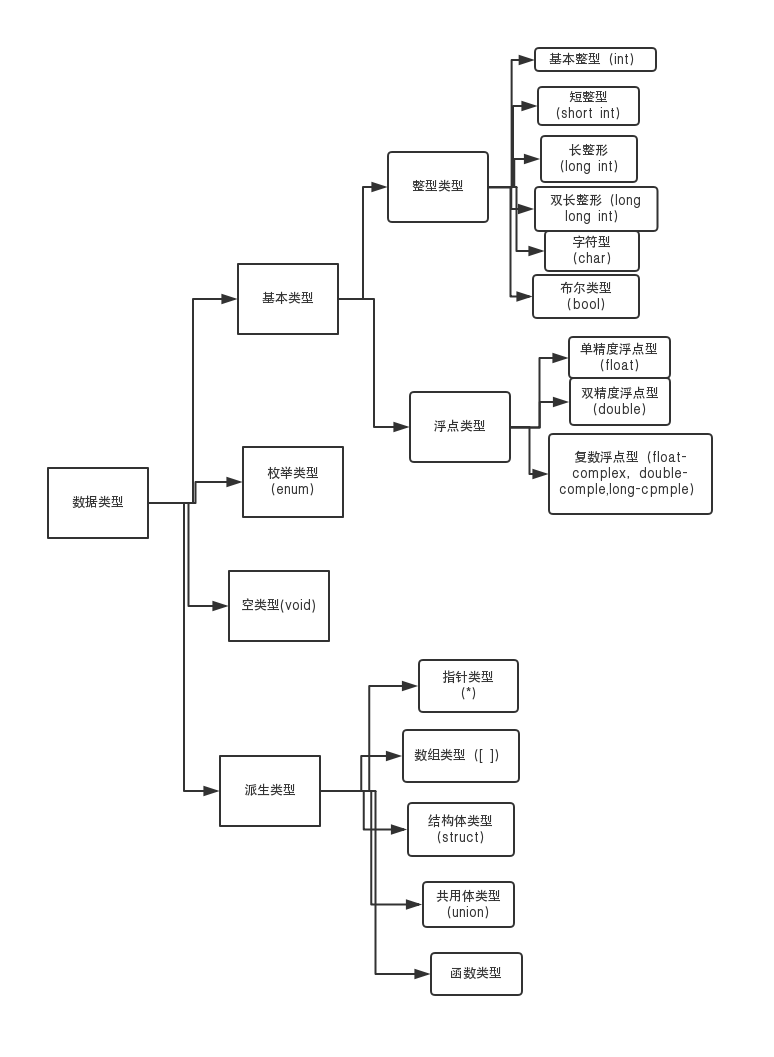 基本整型（int）
短整型
（short int）
长整形
（long int）
整型类型
双长整形（long
long int）
字符型
（char）
基本类型
布尔类型
（bool）
单精度浮点型
（float）
双精度浮点型
（double）
浮点类型
复数浮点型（float-
complex，double-
comple,long-cpmple）
枚举类型
（enum）
数据类型
空类型(void)
指针类型
（*）
数组类型（[ ]）
派生类型
结构体类型
（struct）
共用体类型
（union）
函数类型